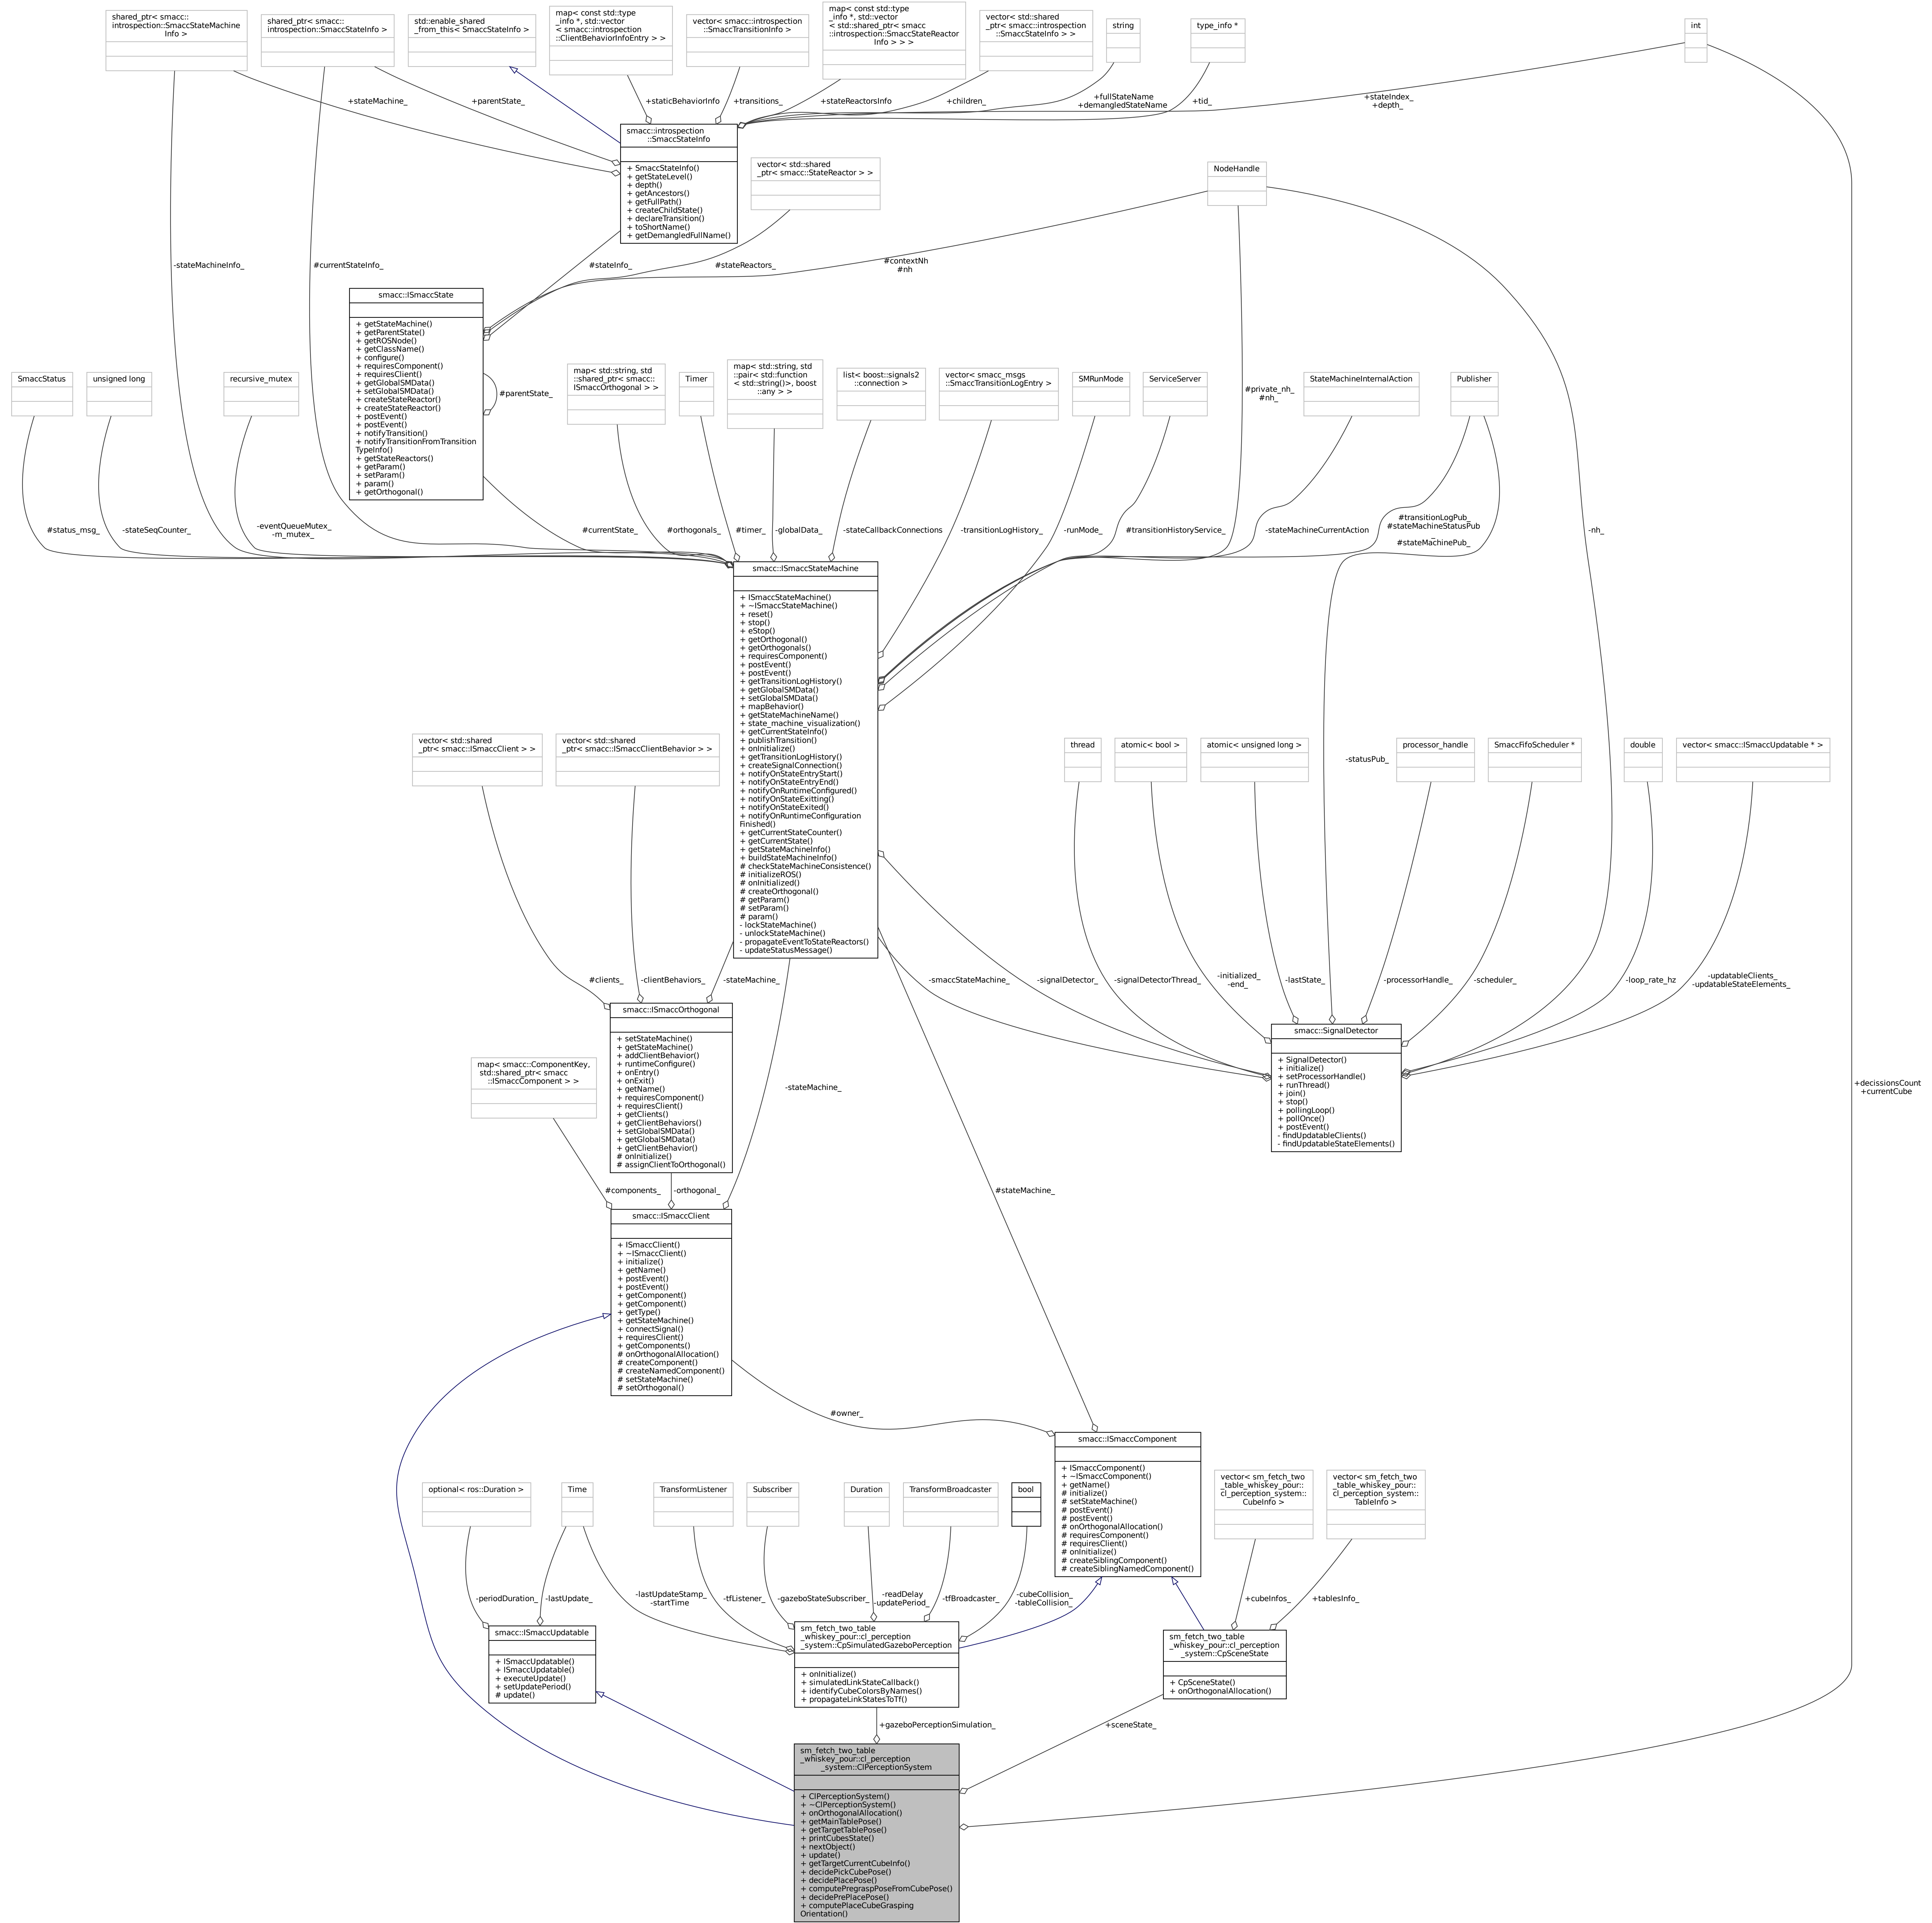 shared_ptr< smacc::
introspection::SmaccStateMachine
Info >
shared_ptr< smacc::
introspection::SmaccStateInfo >
std::enable_shared
_from_this< SmaccStateInfo >
map< const std::type
_info *, std::vector
< smacc::introspection
::ClientBehaviorInfoEntry > >
vector< smacc::introspection
::SmaccTransitionInfo >
map< const std::type
_info *, std::vector
< std::shared_ptr< smacc
::introspection::SmaccStateReactor
Info > > >
vector< std::shared
_ptr< smacc::introspection
::SmaccStateInfo > >
string
type_info *
int
+stateMachine_
+parentState_
+staticBehaviorInfo
+transitions_
+stateReactorsInfo
+children_
+fullStateName
+demangledStateName
+tid_
+stateIndex_
+depth_
smacc::introspection
::SmaccStateInfo
+ SmaccStateInfo()
+ getStateLevel()
+ depth()
+ getAncestors()
+ getFullPath()
+ createChildState()
+ declareTransition()
+ toShortName()
+ getDemangledFullName()
vector< std::shared
_ptr< smacc::StateReactor > >
NodeHandle
-stateMachineInfo_
#currentStateInfo_
#stateInfo_
#stateReactors_
#contextNh
#nh
smacc::ISmaccState
+ getStateMachine()
+ getParentState()
+ getROSNode()
+ getClassName()
+ configure()
+ requiresComponent()
+ requiresClient()
+ getGlobalSMData()
+ setGlobalSMData()
+ createStateReactor()
+ createStateReactor()
+ postEvent()
+ postEvent()
+ notifyTransition()
+ notifyTransitionFromTransition
TypeInfo()
+ getStateReactors()
+ getParam()
+ setParam()
+ param()
+ getOrthogonal()
#parentState_
SmaccStatus
unsigned long
recursive_mutex
map< std::string, std
::shared_ptr< smacc::
ISmaccOrthogonal > >
Timer
map< std::string, std
::pair< std::function
< std::string()>, boost
::any > >
list< boost::signals2
::connection >
vector< smacc_msgs
::SmaccTransitionLogEntry >
SMRunMode
ServiceServer
#private_nh_
#nh_
StateMachineInternalAction
Publisher
#status_msg_
-stateSeqCounter_
-eventQueueMutex_
-m_mutex_
#currentState_
#orthogonals_
#timer_
-globalData_
-stateCallbackConnections
-transitionLogHistory_
-runMode_
#transitionHistoryService_
-stateMachineCurrentAction
#transitionLogPub_
#stateMachineStatusPub
_
#stateMachinePub_
-nh_
smacc::ISmaccStateMachine
+ ISmaccStateMachine()
+ ~ISmaccStateMachine()
+ reset()
+ stop()
+ eStop()
+ getOrthogonal()
+ getOrthogonals()
+ requiresComponent()
+ postEvent()
+ postEvent()
+ getTransitionLogHistory()
+ getGlobalSMData()
+ setGlobalSMData()
+ mapBehavior()
+ getStateMachineName()
+ state_machine_visualization()
+ getCurrentStateInfo()
+ publishTransition()
+ onInitialize()
+ getTransitionLogHistory()
+ createSignalConnection()
+ notifyOnStateEntryStart()
+ notifyOnStateEntryEnd()
+ notifyOnRuntimeConfigured()
+ notifyOnStateExitting()
+ notifyOnStateExited()
+ notifyOnRuntimeConfiguration
Finished()
+ getCurrentStateCounter()
+ getCurrentState()
+ getStateMachineInfo()
+ buildStateMachineInfo()
# checkStateMachineConsistence()
# initializeROS()
# onInitialized()
# createOrthogonal()
# getParam()
# setParam()
# param()
- lockStateMachine()
- unlockStateMachine()
- propagateEventToStateReactors()
- updateStatusMessage()
vector< std::shared
_ptr< smacc::ISmaccClient > >
vector< std::shared
_ptr< smacc::ISmaccClientBehavior > >
thread
atomic< bool >
atomic< unsigned long >
-statusPub_
processor_handle
SmaccFifoScheduler *
double
vector< smacc::ISmaccUpdatable * >
#clients_
-clientBehaviors_
-stateMachine_
-smaccStateMachine_
-signalDetector_
-signalDetectorThread_
-initialized_
-end_
-lastState_
-processorHandle_
-scheduler_
-loop_rate_hz
-updatableClients_
-updatableStateElements_
smacc::ISmaccOrthogonal
+ setStateMachine()
+ getStateMachine()
+ addClientBehavior()
+ runtimeConfigure()
+ onEntry()
+ onExit()
+ getName()
+ requiresComponent()
+ requiresClient()
+ getClients()
+ getClientBehaviors()
+ setGlobalSMData()
+ getGlobalSMData()
+ getClientBehavior()
# onInitialize()
# assignClientToOrthogonal()
smacc::SignalDetector
+ SignalDetector()
+ initialize()
+ setProcessorHandle()
+ runThread()
+ join()
+ stop()
+ pollingLoop()
+ pollOnce()
+ postEvent()
- findUpdatableClients()
- findUpdatableStateElements()
map< smacc::ComponentKey,
std::shared_ptr< smacc
::ISmaccComponent > >
-stateMachine_
+decissionsCount
+currentCube
#components_
-orthogonal_
#stateMachine_
smacc::ISmaccClient
+ ISmaccClient()
+ ~ISmaccClient()
+ initialize()
+ getName()
+ postEvent()
+ postEvent()
+ getComponent()
+ getComponent()
+ getType()
+ getStateMachine()
+ connectSignal()
+ requiresClient()
+ getComponents()
# onOrthogonalAllocation()
# createComponent()
# createNamedComponent()
# setStateMachine()
# setOrthogonal()
#owner_
smacc::ISmaccComponent
+ ISmaccComponent()
+ ~ISmaccComponent()
+ getName()
# initialize()
# setStateMachine()
# postEvent()
# postEvent()
# onOrthogonalAllocation()
# requiresComponent()
# requiresClient()
# onInitialize()
# createSiblingComponent()
# createSiblingNamedComponent()
optional< ros::Duration >
Time
TransformListener
Subscriber
Duration
TransformBroadcaster
bool
vector< sm_fetch_two
_table_whiskey_pour::
cl_perception_system::
CubeInfo >
vector< sm_fetch_two
_table_whiskey_pour::
cl_perception_system::
TableInfo >
-periodDuration_
-lastUpdate_
-lastUpdateStamp_
-startTime
-tfListener_
-gazeboStateSubscriber_
-readDelay
-updatePeriod_
-tfBroadcaster_
-cubeCollision_
-tableCollision_
+cubeInfos_
+tablesInfo_
smacc::ISmaccUpdatable
+ ISmaccUpdatable()
+ ISmaccUpdatable()
+ executeUpdate()
+ setUpdatePeriod()
# update()
sm_fetch_two_table
_whiskey_pour::cl_perception
_system::CpSimulatedGazeboPerception
+ onInitialize()
+ simulatedLinkStateCallback()
+ identifyCubeColorsByNames()
+ propagateLinkStatesToTf()
sm_fetch_two_table
_whiskey_pour::cl_perception
_system::CpSceneState
+ CpSceneState()
+ onOrthogonalAllocation()
+gazeboPerceptionSimulation_
+sceneState_
sm_fetch_two_table
_whiskey_pour::cl_perception
_system::ClPerceptionSystem
+ ClPerceptionSystem()
+ ~ClPerceptionSystem()
+ onOrthogonalAllocation()
+ getMainTablePose()
+ getTargetTablePose()
+ printCubesState()
+ nextObject()
+ update()
+ getTargetCurrentCubeInfo()
+ decidePickCubePose()
+ decidePlacePose()
+ computePregraspPoseFromCubePose()
+ decidePrePlacePose()
+ computePlaceCubeGrasping
Orientation()